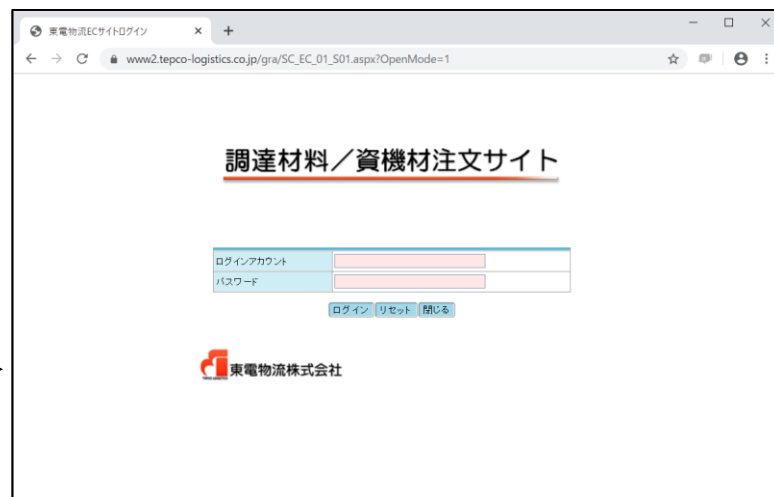 東電物流ECサイトログイン
www2.tepco-logistics.co.jp/gra/SC_EC_01_S01.aspx?OpenMode=1
調達材料／資機材注文サイト
ログインアカウント
パスワード
ログイン リセット 閉じる
東電物流株式会社